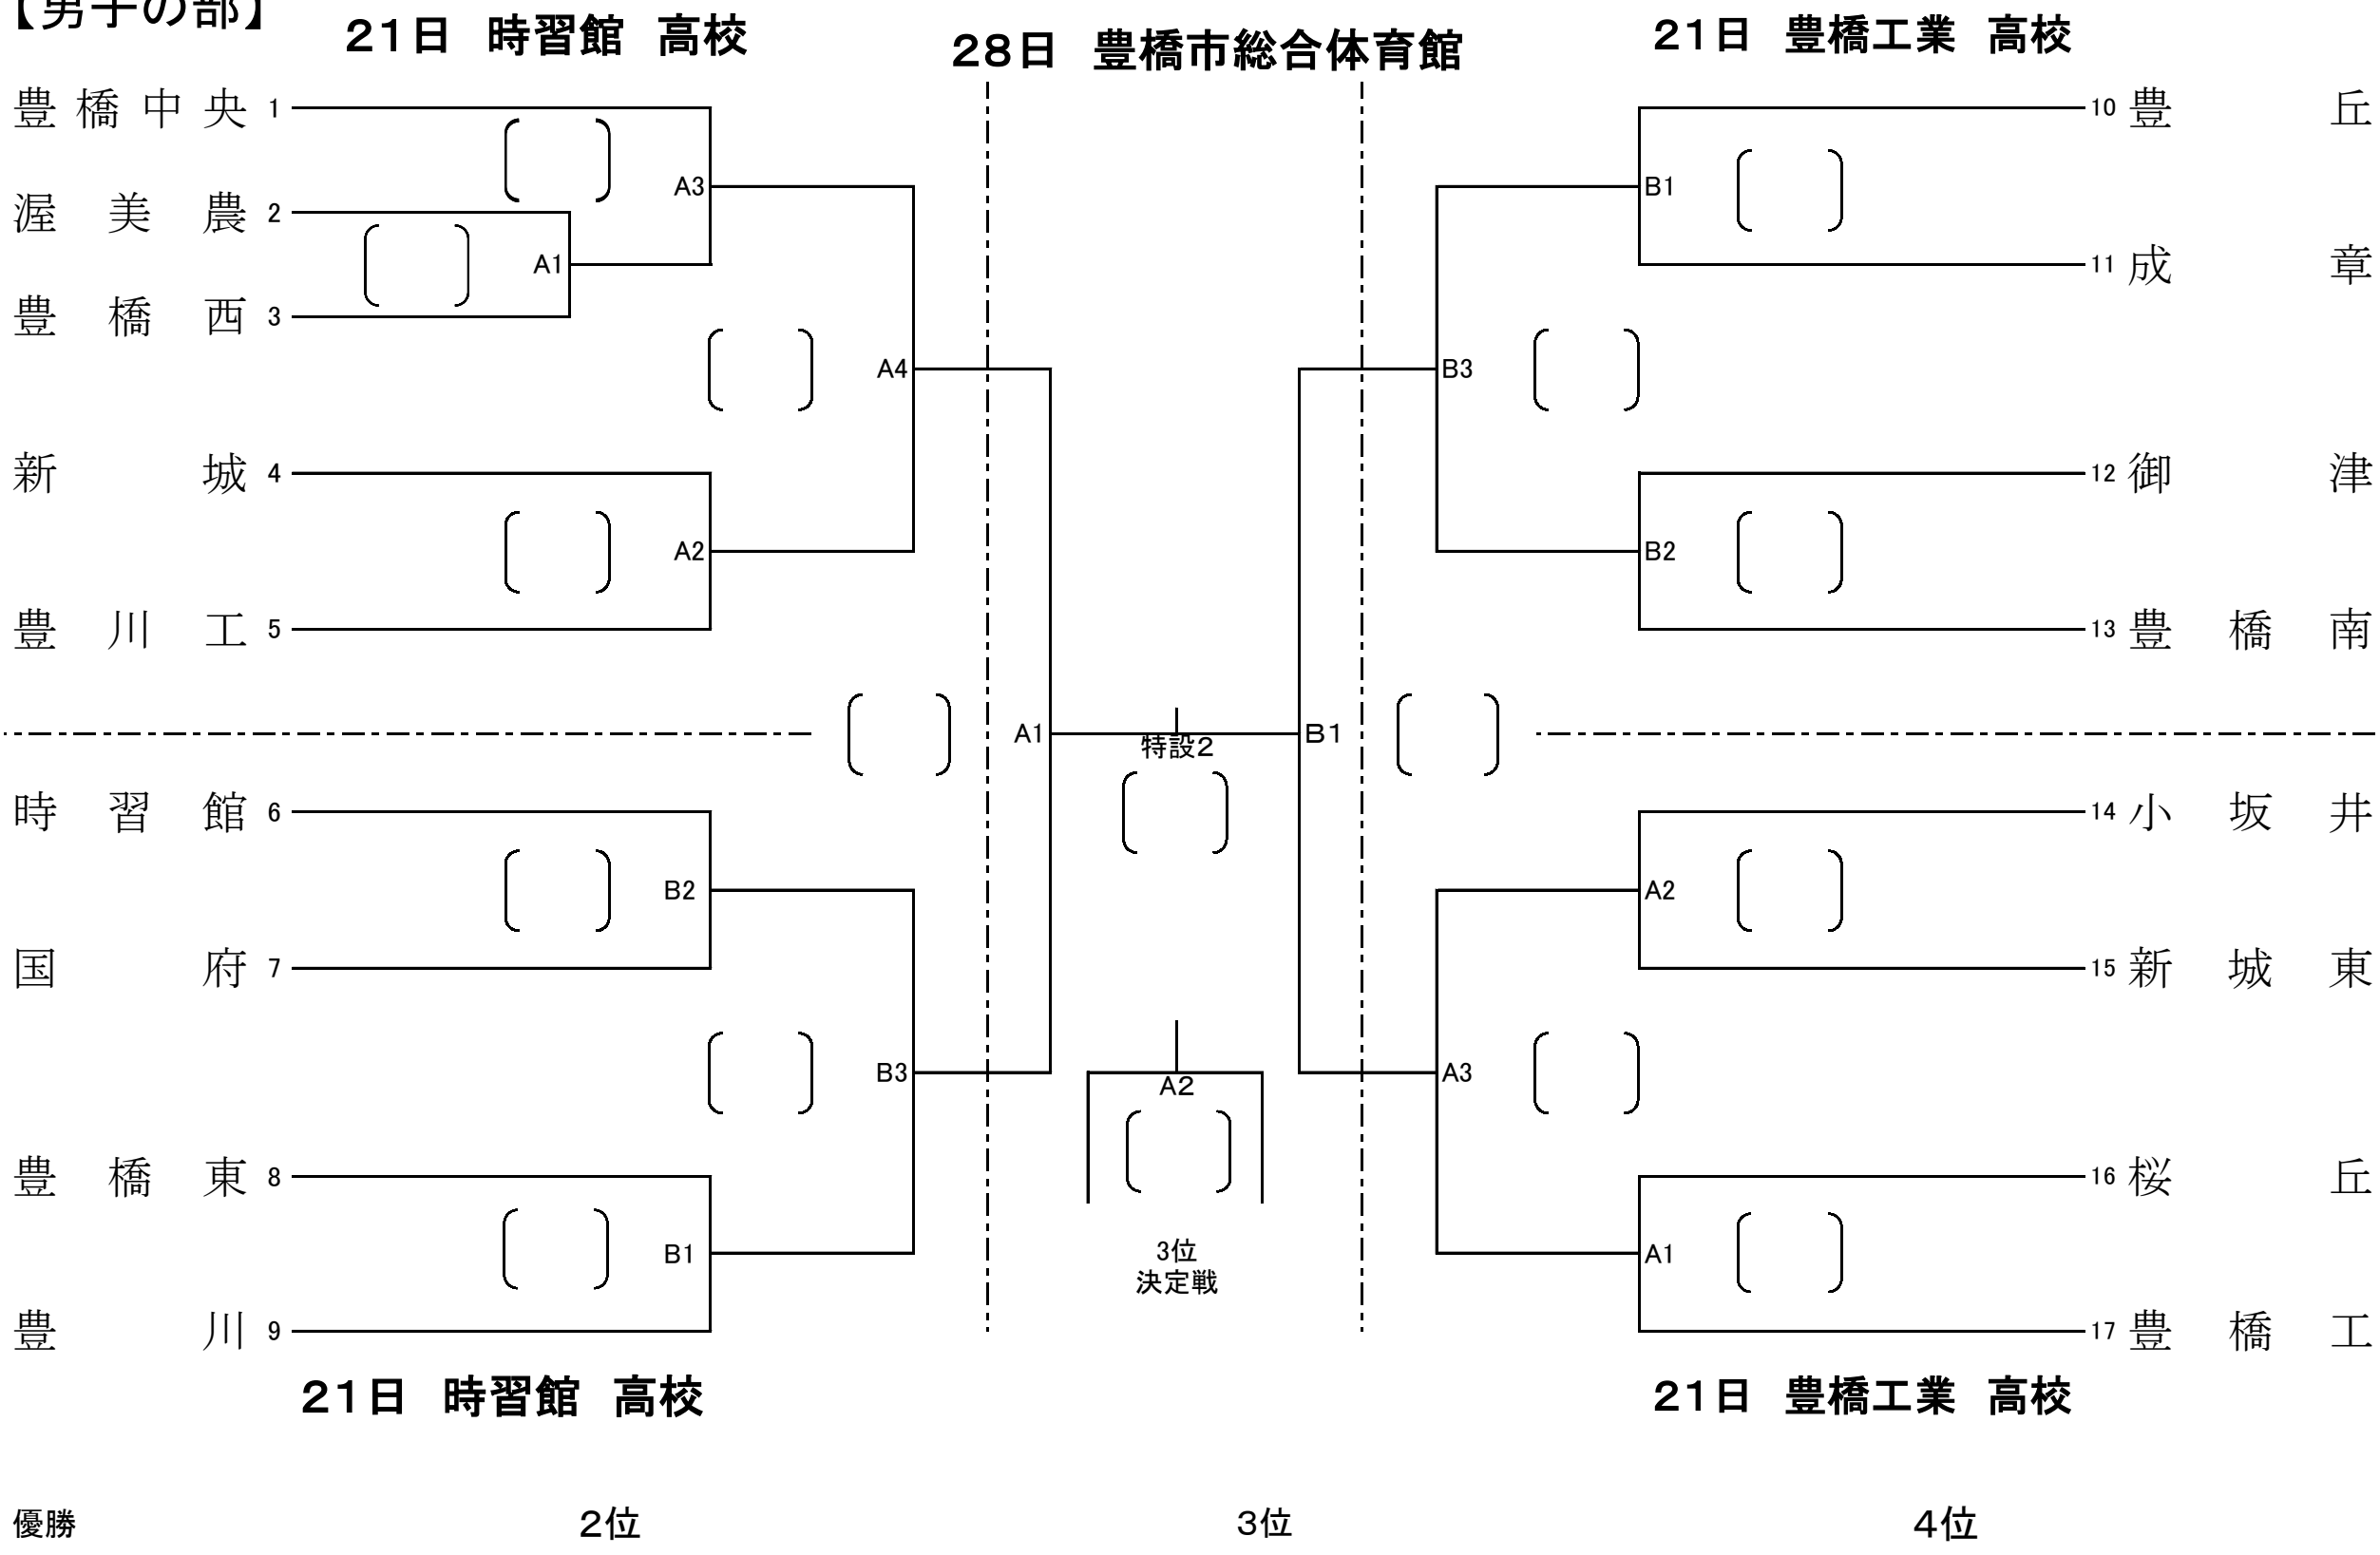 【男子の部】
21日 時習館 高校
28日 豊橋市総合体育館
21日 豊橋工業 高校
豊橋中央 1
渥美農 2
豊橋西 3
新城 4
豊川工 5
時習館 6
国府 7
豊橋東 8
豊川 9
A3
A1
A4
A2
B2
B3
B1
A1
特設2
B1
A2
3位
決定戦
B1
B3
B2
A2
A3
A1
10 豊丘
11 成章
12 御津
13 豊橋南
14 小坂井
15 新城東
16 桜丘
17 豊橋工
21日 時習館 高校
21日 豊橋工業 高校
優勝 2位 3位 4位